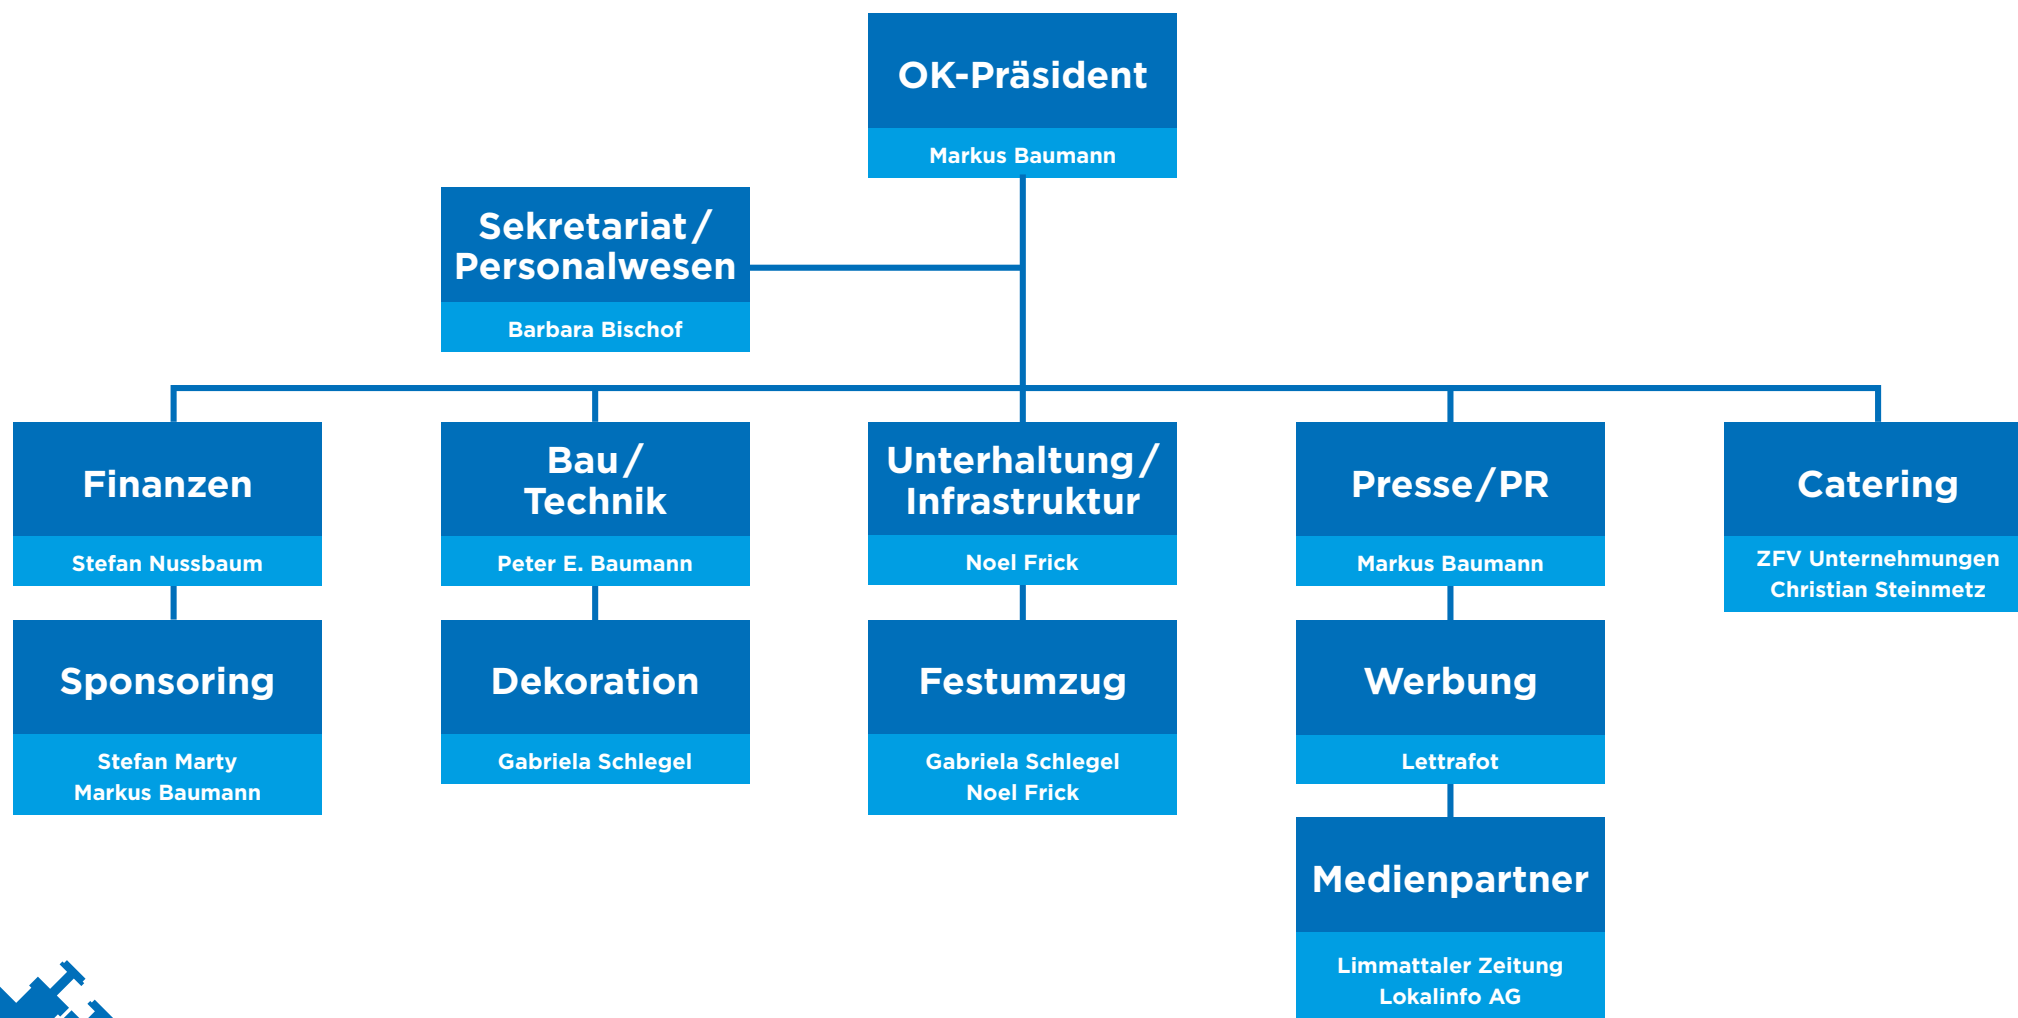 OK-Präsident
Markus Baumann
Sekretariat/
Personalwesen
Barbara Bischof
Finanzen
Stefan Nussbaum
Bau/
Technik
Peter E. Baumann
Unterhaltung/
Infrastruktur
Noel Frick
Presse/PR
Markus Baumann
Catering
ZFV Unternehmungen
Christian Steinmetz
Sponsoring
Stefan Marty
Markus Baumann
Dekoration
Gabriela Schlegel
Festumzug
Gabriela Schlegel
Noel Frick
Werbung
Lettrafot
Medienpartner
Limmattaler Zeitung
Lokalinfo AG